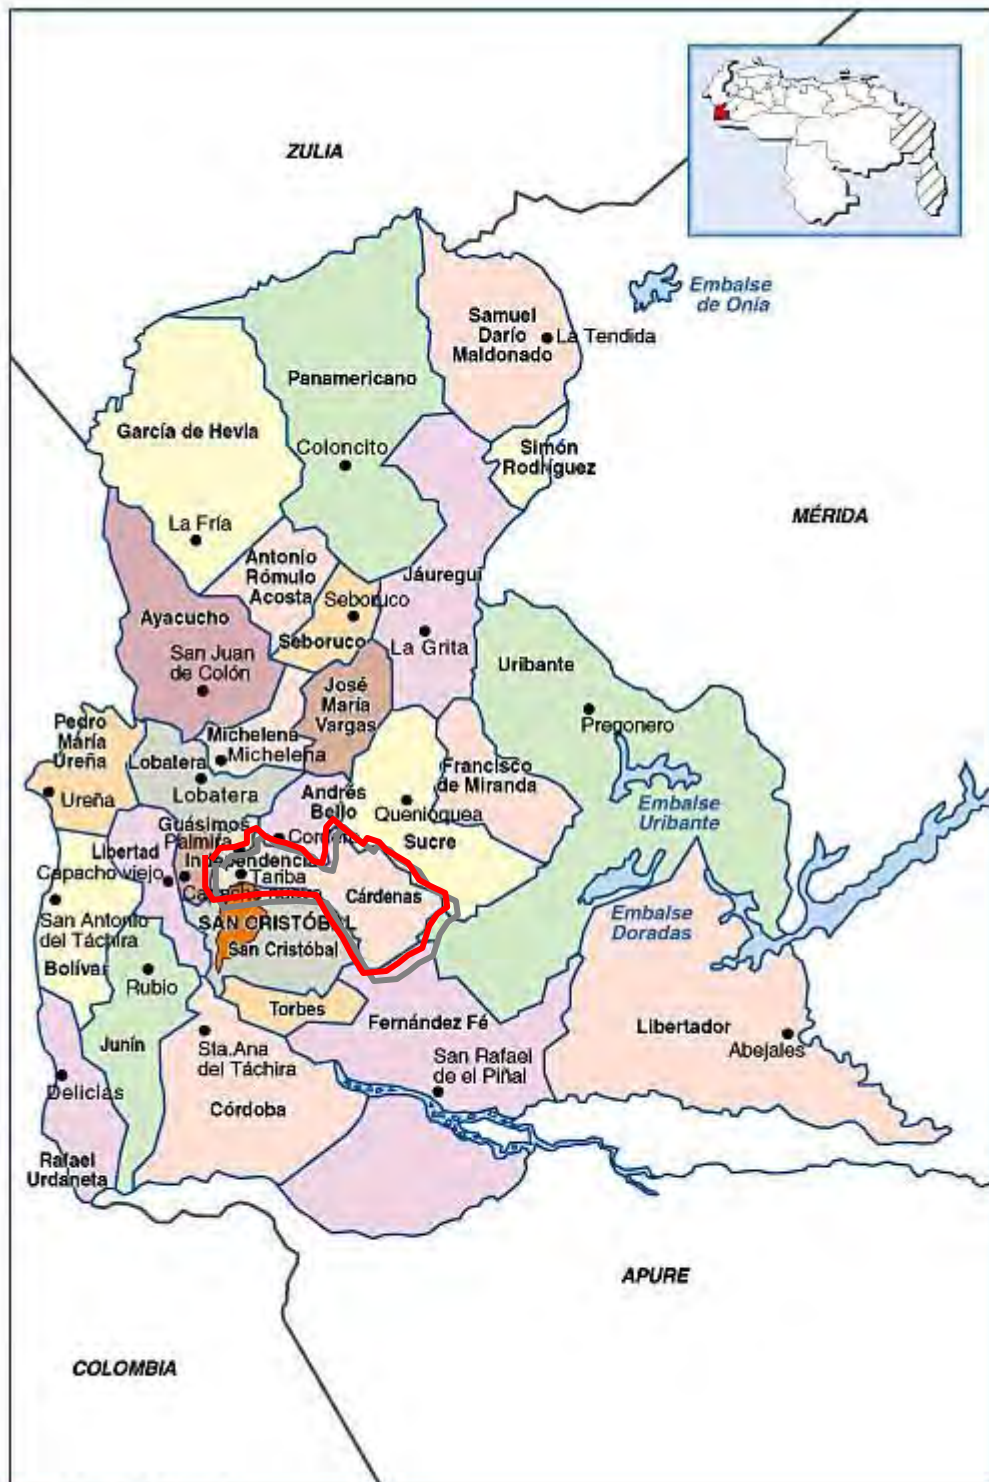 ZULIA
Embalse
de Onia
Samuel
Darío
Maldonado
La Tendida
Panamericano
García de Hevia
Coloncito
Simón
Rodríguez
MÉRIDA
La Fría
Antonio
Rómulo
Acosta
Jáuregui
Seboruco
Ayacucho
Seboruco
La Grita
San Juan
de Colón
Uribante
José
María
Vargas
Pregonero
Pedro
María
Ureña
Michelena
Michelena
Lobatera
Francisco
de Miranda
Ureña
Lobatera
Andrés
Bello
Queniquea
Embalse
Uribante
Guásimos
Palmira
Sucre
Libertad
Independencia
Capacho viejo
Tariba
Cárdenas
San Antonio
del Táchira
SAN CRISTÓBAL
San Cristóbal
Embalse
Doradas
Bolívar
Rubio
Torbes
Fernández Fé
Libertador
Junín
Sta.Ana
del Táchira
San Rafael
de el Piñal
Abejales
Delicias
Córdoba
Rafael
Urdaneta
APURE
COLOMBIA